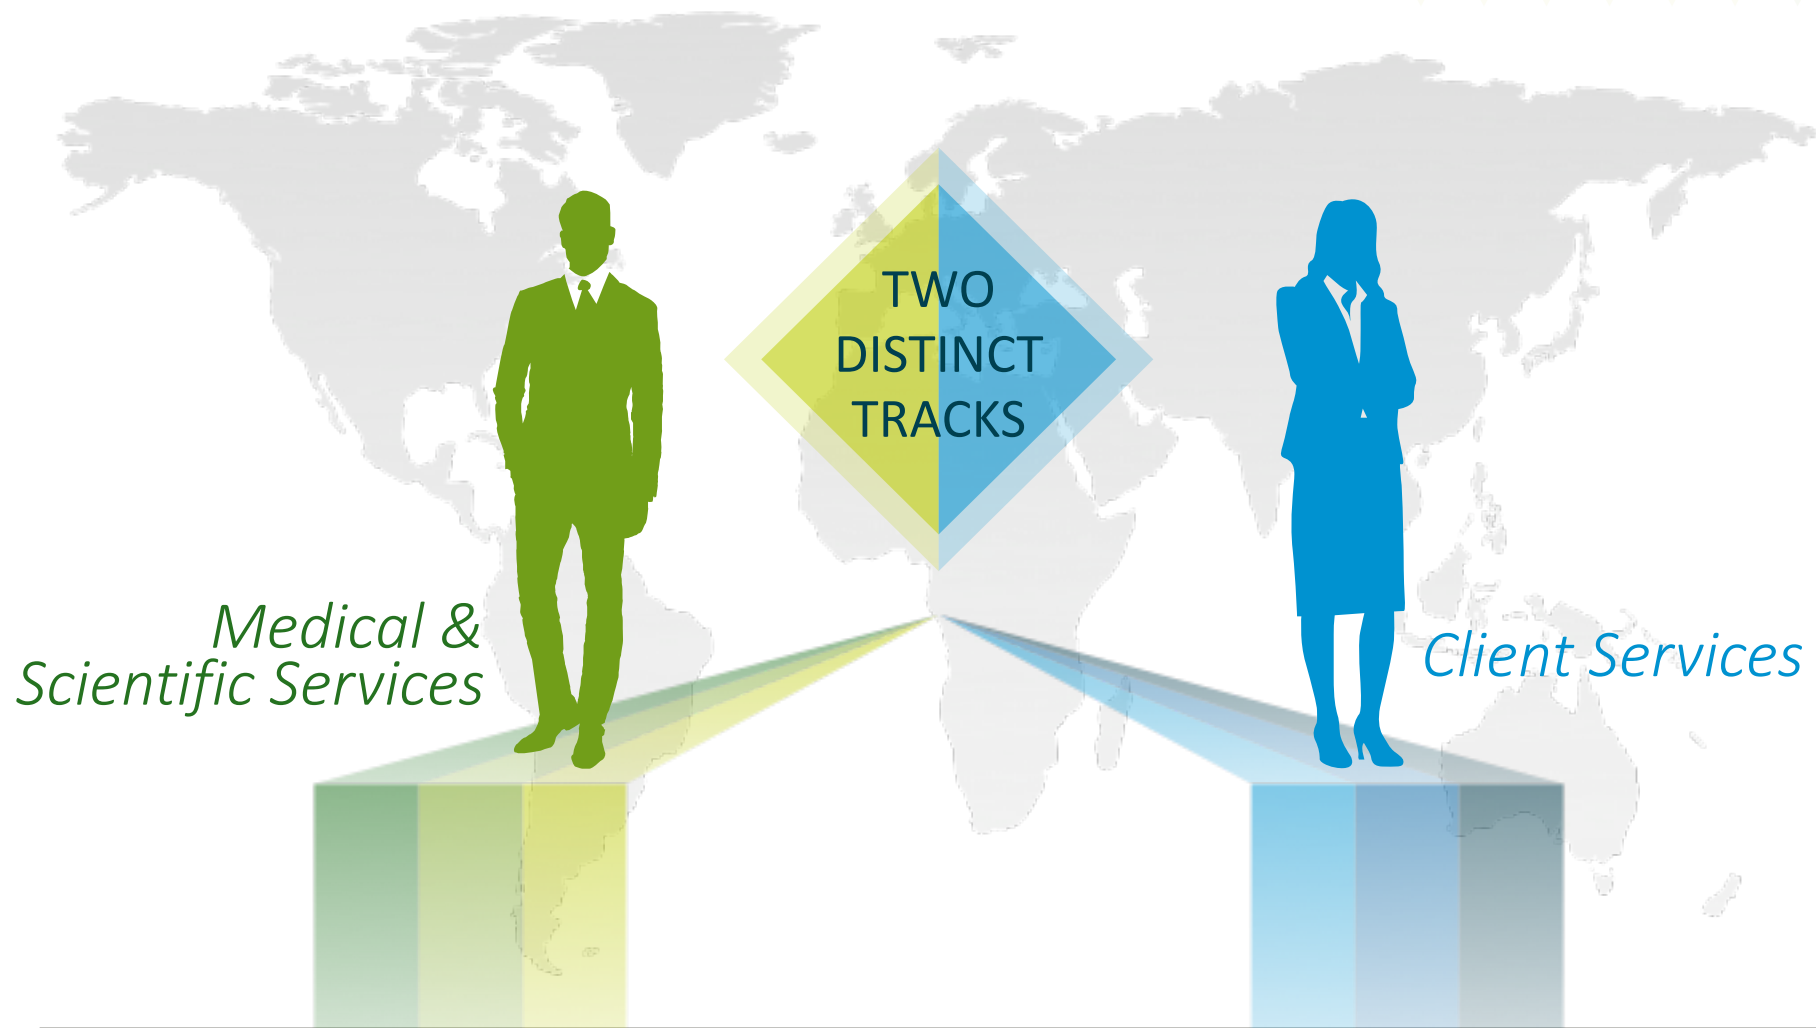 TWO
DISTINCT
TRACKS
Medical &
Scientific Services
Client Services